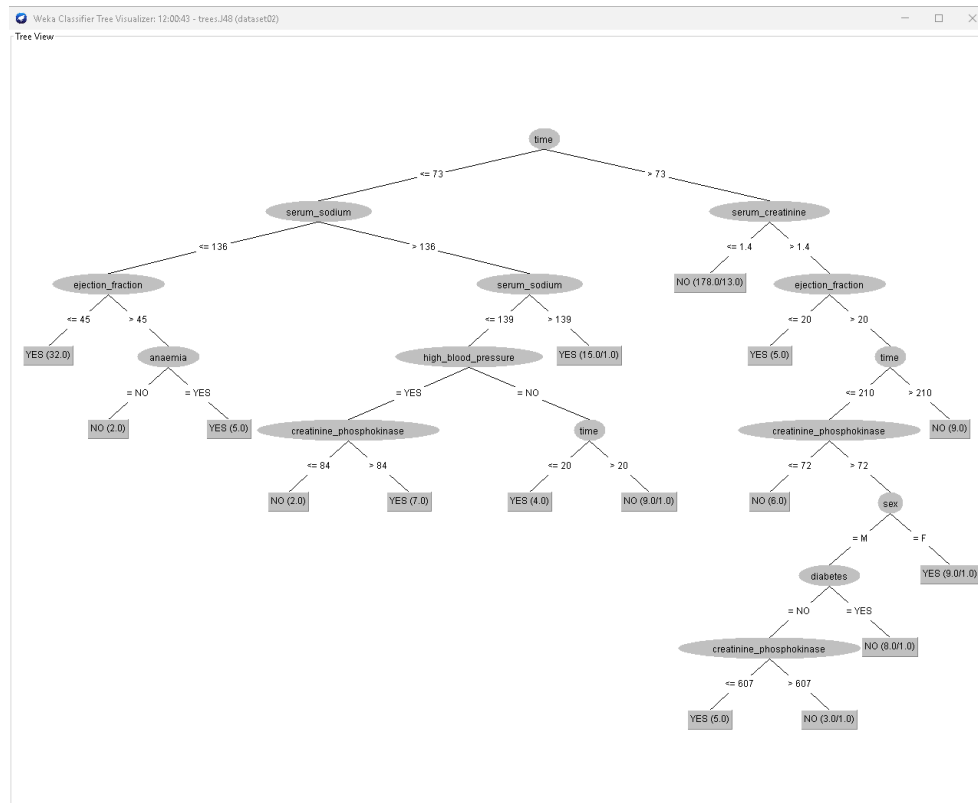 Weka Classifier Tree Visualizer: 12:00:43 - trees.J48 (dataset02)
Tree View
time
<= 73
> 73
serum_sodium
serum_creatinine
<= 136
> 136
<= 1.4
> 1.4
ejection_fraction
serum_sodium
NO (178.0/13.0)
ejection_fraction
<= 45
> 45
<= 139
> 139
<= 20
> 20
YES (32.0)
anaemia
high_blood_pressure
YES (15.0/1.0)
YES (5.0)
time
= NO
= YES
= YES
= NO
<= 210
> 210
NO (2.0)
YES (5.0)
creatinine_phosphokinase
time
creatinine_phosphokinase
NO (9.0)
<= 84
> 84
<= 20
> 20
<= 72
> 72
NO (2.0)
YES (7.0)
YES (4.0)
NO (9.0/1.0)
NO (6.0)
sex
= M
= F
diabetes
YES (9.0/1.0)
= NO
= YES
creatinine_phosphokinase
NO (8.0/1.0)
<= 607
> 607
YES (5.0)
NO (3.0/1.0)